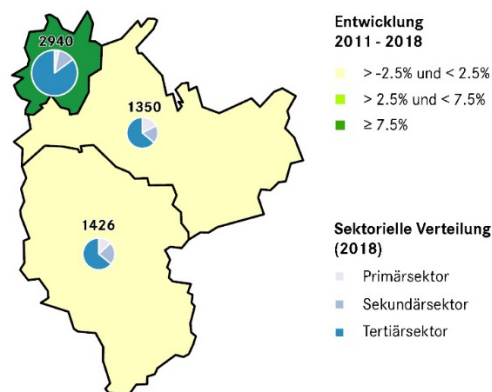 2940
1350
1426
Entwicklung
2011 - 2018
> -2.5% und < 2.5%
> 2.5% und < 7.5%
≥ 7.5%
Sektorielle Verteilung
(2018)
Primärsektor
Sekundärsektor
Tertiärsektor